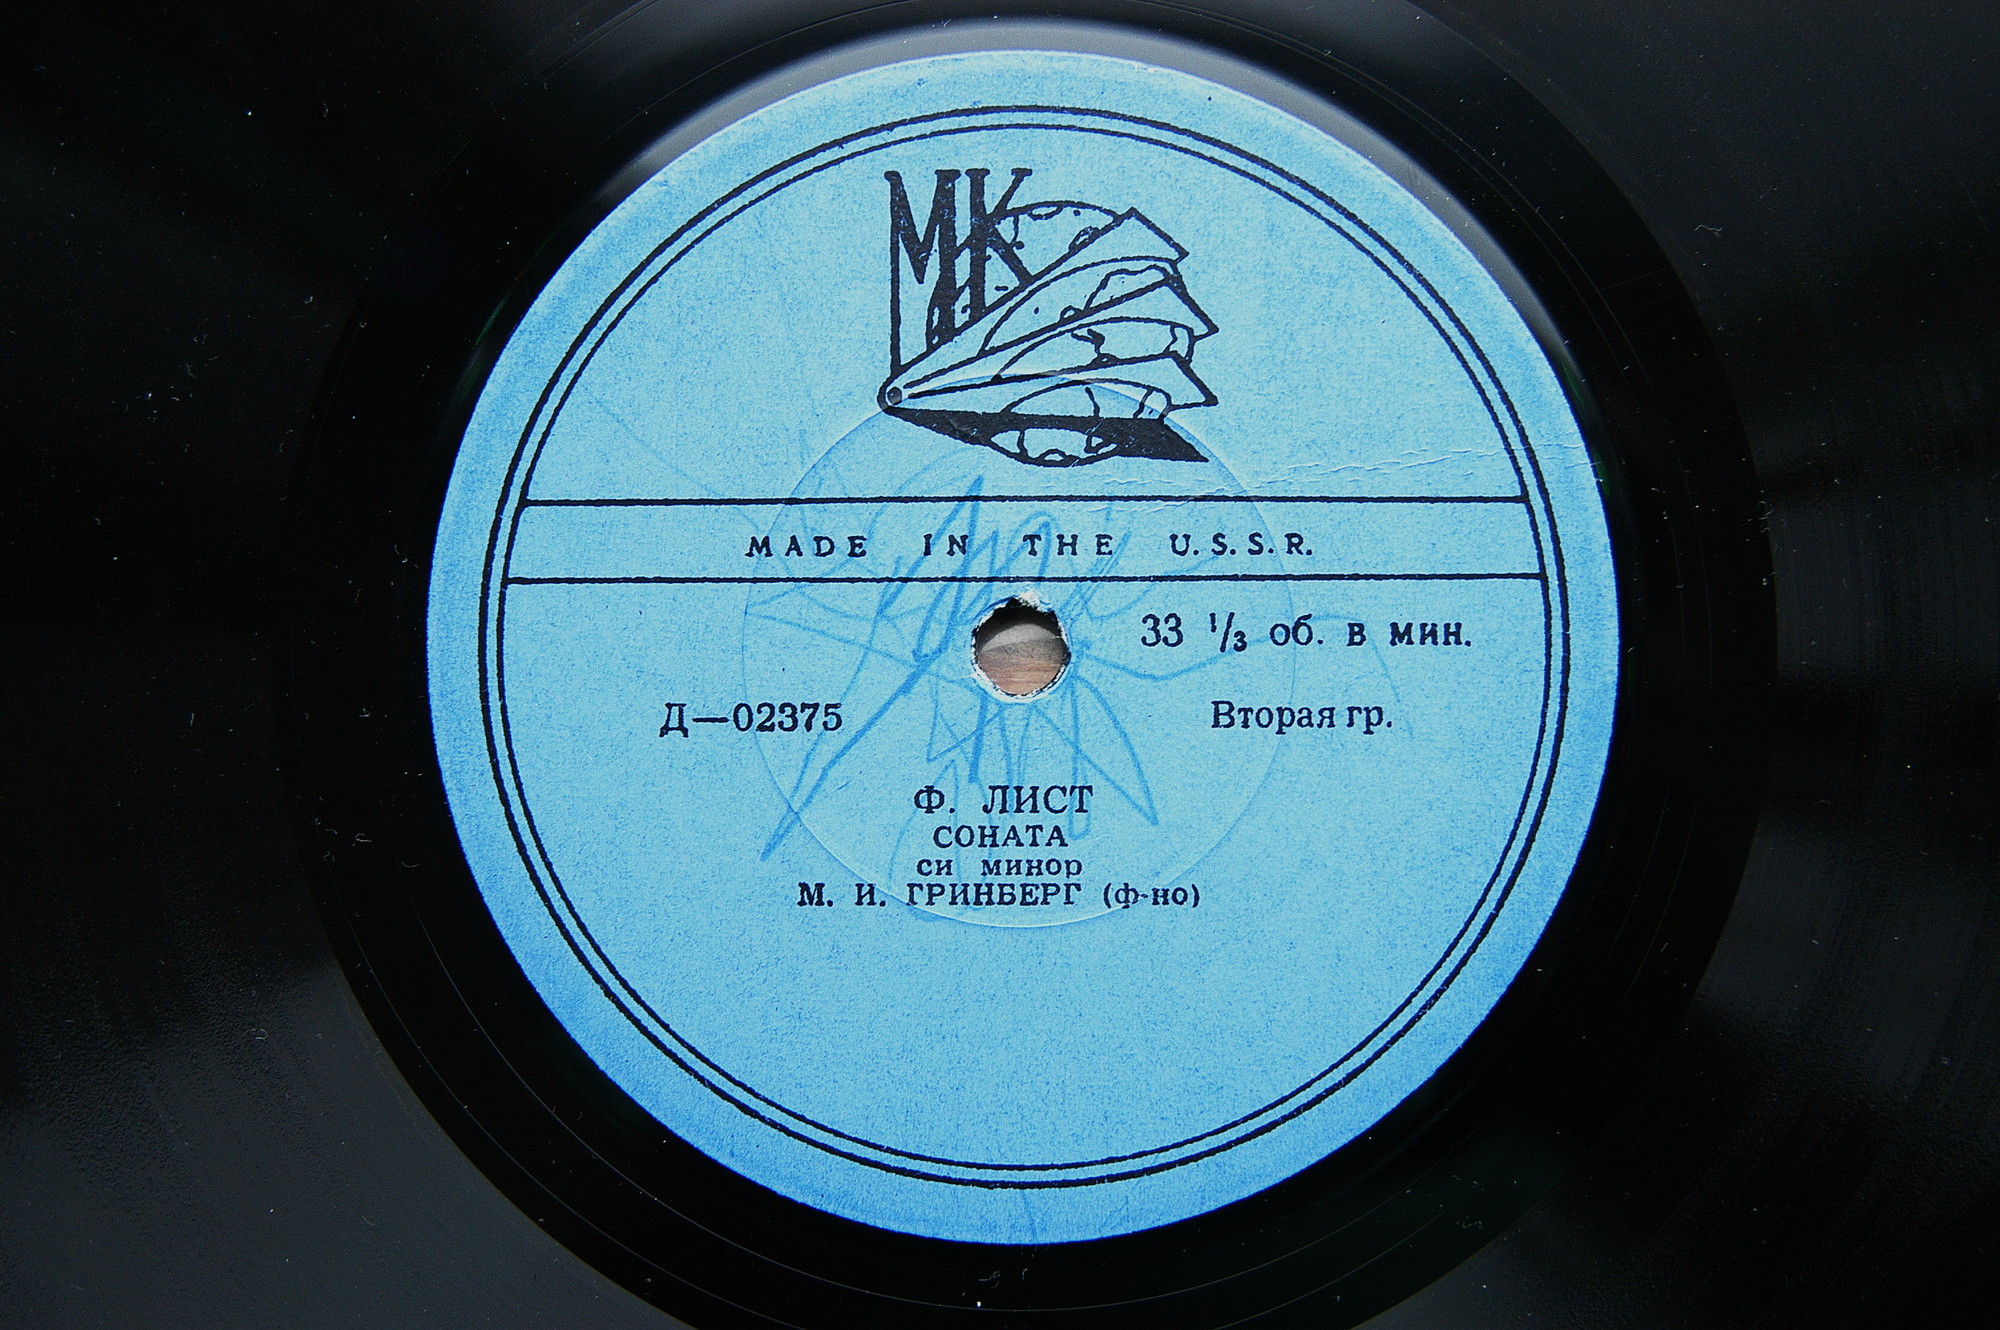 МК
MADE IN THE U.S.S.R.
33 1/3 об. в мин.
Д—02375 Вторая гр.
Ф. ЛИСТ
СОНАТА
си минор
М. И. ГРИНБЕРГ (ф-но)